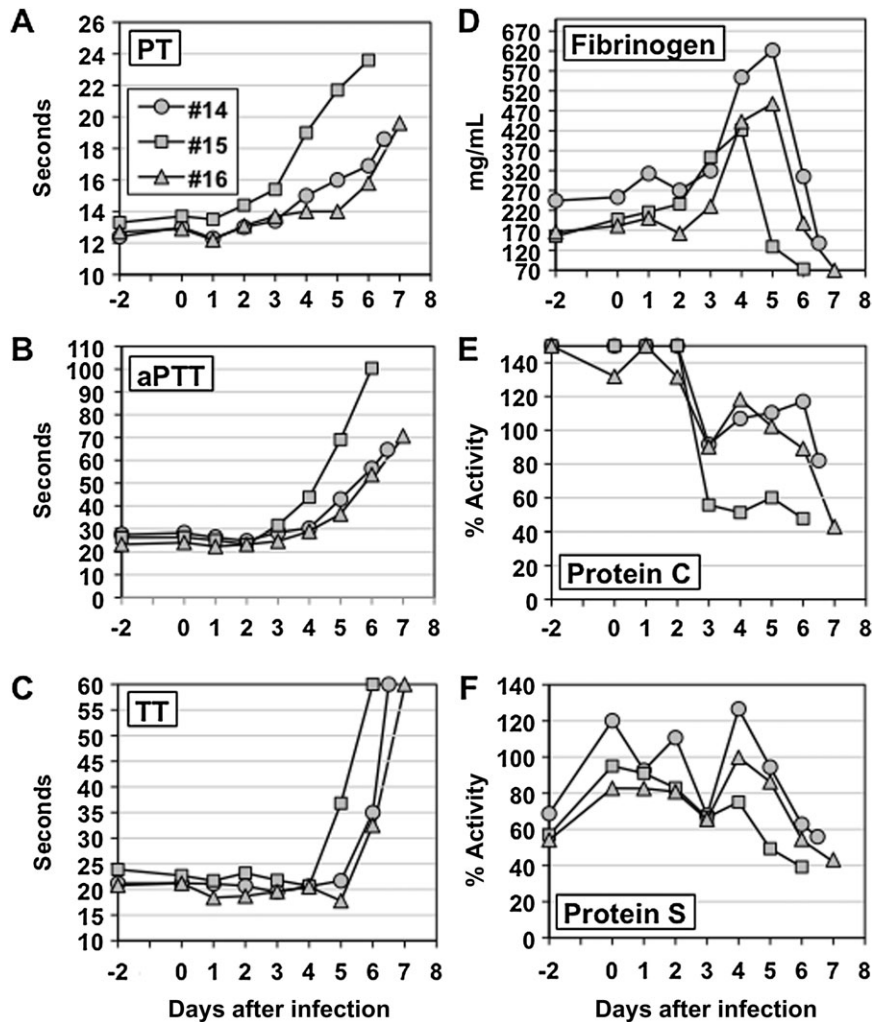 A
PT
Seconds
26
24
22
20
18
16
14
12
10
#14
#15
#16
-2 0 1 2 3 4 5 6 7 8
D
Fibrinogen
mg/mL
670
620
570
520
470
420
370
320
270
220
170
120
70
-2 0 1 2 3 4 5 6 7 8
B
aPTT
Seconds
110
100
90
80
70
60
50
40
30
20
10
0
-2 0 1 2 3 4 5 6 7 8
E
% Activity
140
120
100
80
60
40
20
0
Protein C
-2 0 1 2 3 4 5 6 7 8
C
TT
Seconds
60
55
50
45
40
35
30
25
20
15
10
-2 0 1 2 3 4 5 6 7 8
Days after infection
F
% Activity
140
120
100
80
60
40
20
0
Protein S
-2 0 1 2 3 4 5 6 7 8
Days after infection